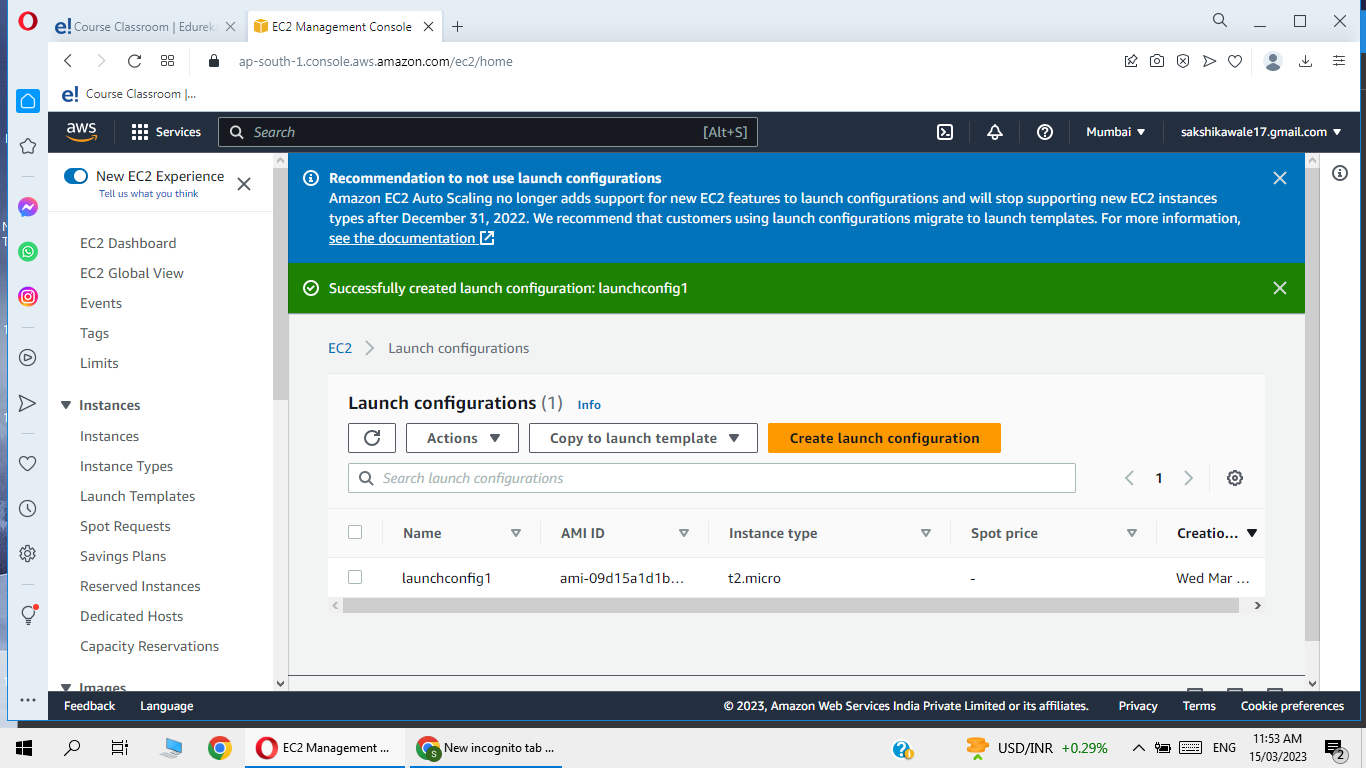 Course Classroom | Edurek
EC2 Management Console
ap-south-1.console.aws.amazon.com/ec2/home
e! Course Classroom |...
aws
Services
Search
[Alt+S]
Mumbai
sakshikawale17.gmail.com
New EC2 Experience
Tell us what you think
EC2 Dashboard
EC2 Global View
Events
Tags
Limits
Instances
Instances
Instance Types
Launch Templates
Spot Requests
Savings Plans
Reserved Instances
Dedicated Hosts
Capacity Reservations
Images
Recommendation to not use launch configurations
Amazon EC2 Auto Scaling no longer adds support for new EC2 features to launch configurations and will stop supporting new EC2 instances
types after December 31, 2022. We recommend that customers using launch configurations migrate to launch templates. For more information,
see the documentation
Successfully created launch configuration: launchconfig1
EC2
Launch configurations
Launch configurations (1) Info
Actions
Copy to launch template
Create launch configuration
Search launch configurations
1
Name
AMI ID
Instance type
Spot price
Creatio...
launchconfig1
ami-09d15a1d1b...
t2.micro
-
Wed Mar ...
Feedback
Language
© 2023, Amazon Web Services India Private Limited or its affiliates.
Privacy
Terms
Cookie preferences
EC2 Management ...
New incognito tab ...
USD/INR +0.29%
ENG
11:53 AM
15/03/2023
2